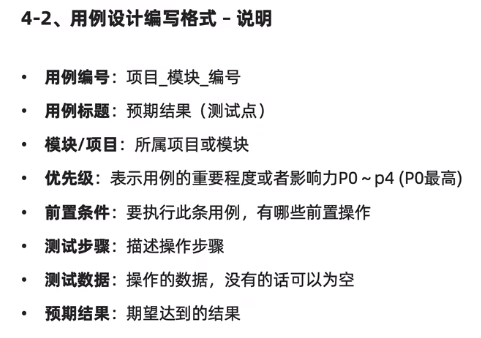 4-2、用例设计编写格式 – 说明
• 用例编号：项目_模块_编号
• 用例标题：预期结果（测试点）
• 模块/项目：所属项目或模块
• 优先级：表示用例的重要程度或者影响力P0～p4 (P0最高)
• 前置条件：要执行此条用例，有哪些前置操作
• 测试步骤：描述操作步骤
• 测试数据：操作的数据，没有的话可以为空
• 预期结果：期望达到的结果